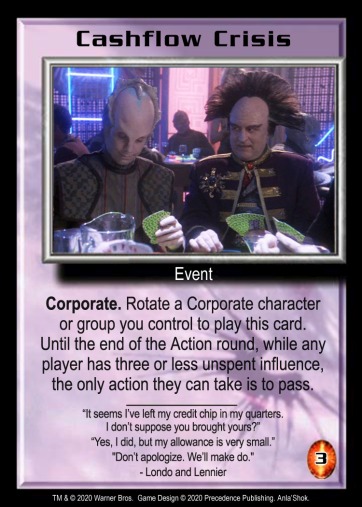 Cashflow Crisis
Event
Corporate. Rotate a Corporate character
or group you control to play this card.
Until the end of the Action round, while any
player has three or less unspent influence,
the only action they can take is to pass.
"It seems I've left my credit chip in my quarters.
I don't suppose you brought yours?"
"Yes, I did, but my allowance is very small."
"Don't apologize. We'll make do."
- Londo and Lennier
3
TM & © 2020 Warner Bros. Game Design © 2020 Precedence Publishing. Anla'Shok.